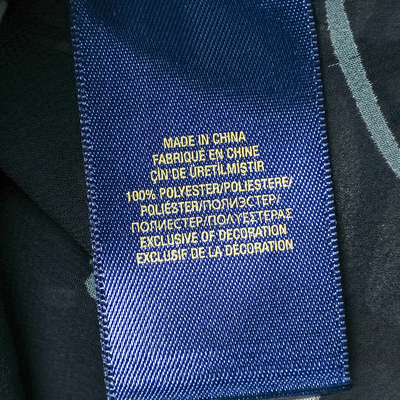 MADE IN CHINA
FABRIQUÉ EN CHINE
ÇİN'DE ÜRETİLMİŞTİR
100% POLYESTER/POLIESTERE/
POLIÉSTER/ПОЛИЭСТЕР/
ПОЛИЕСТЕР/ΠΟΛΥΕΣΤΕΡΑΣ
EXCLUSIVE OF DECORATION
EXCLUSIF DE LA DÉCORATION